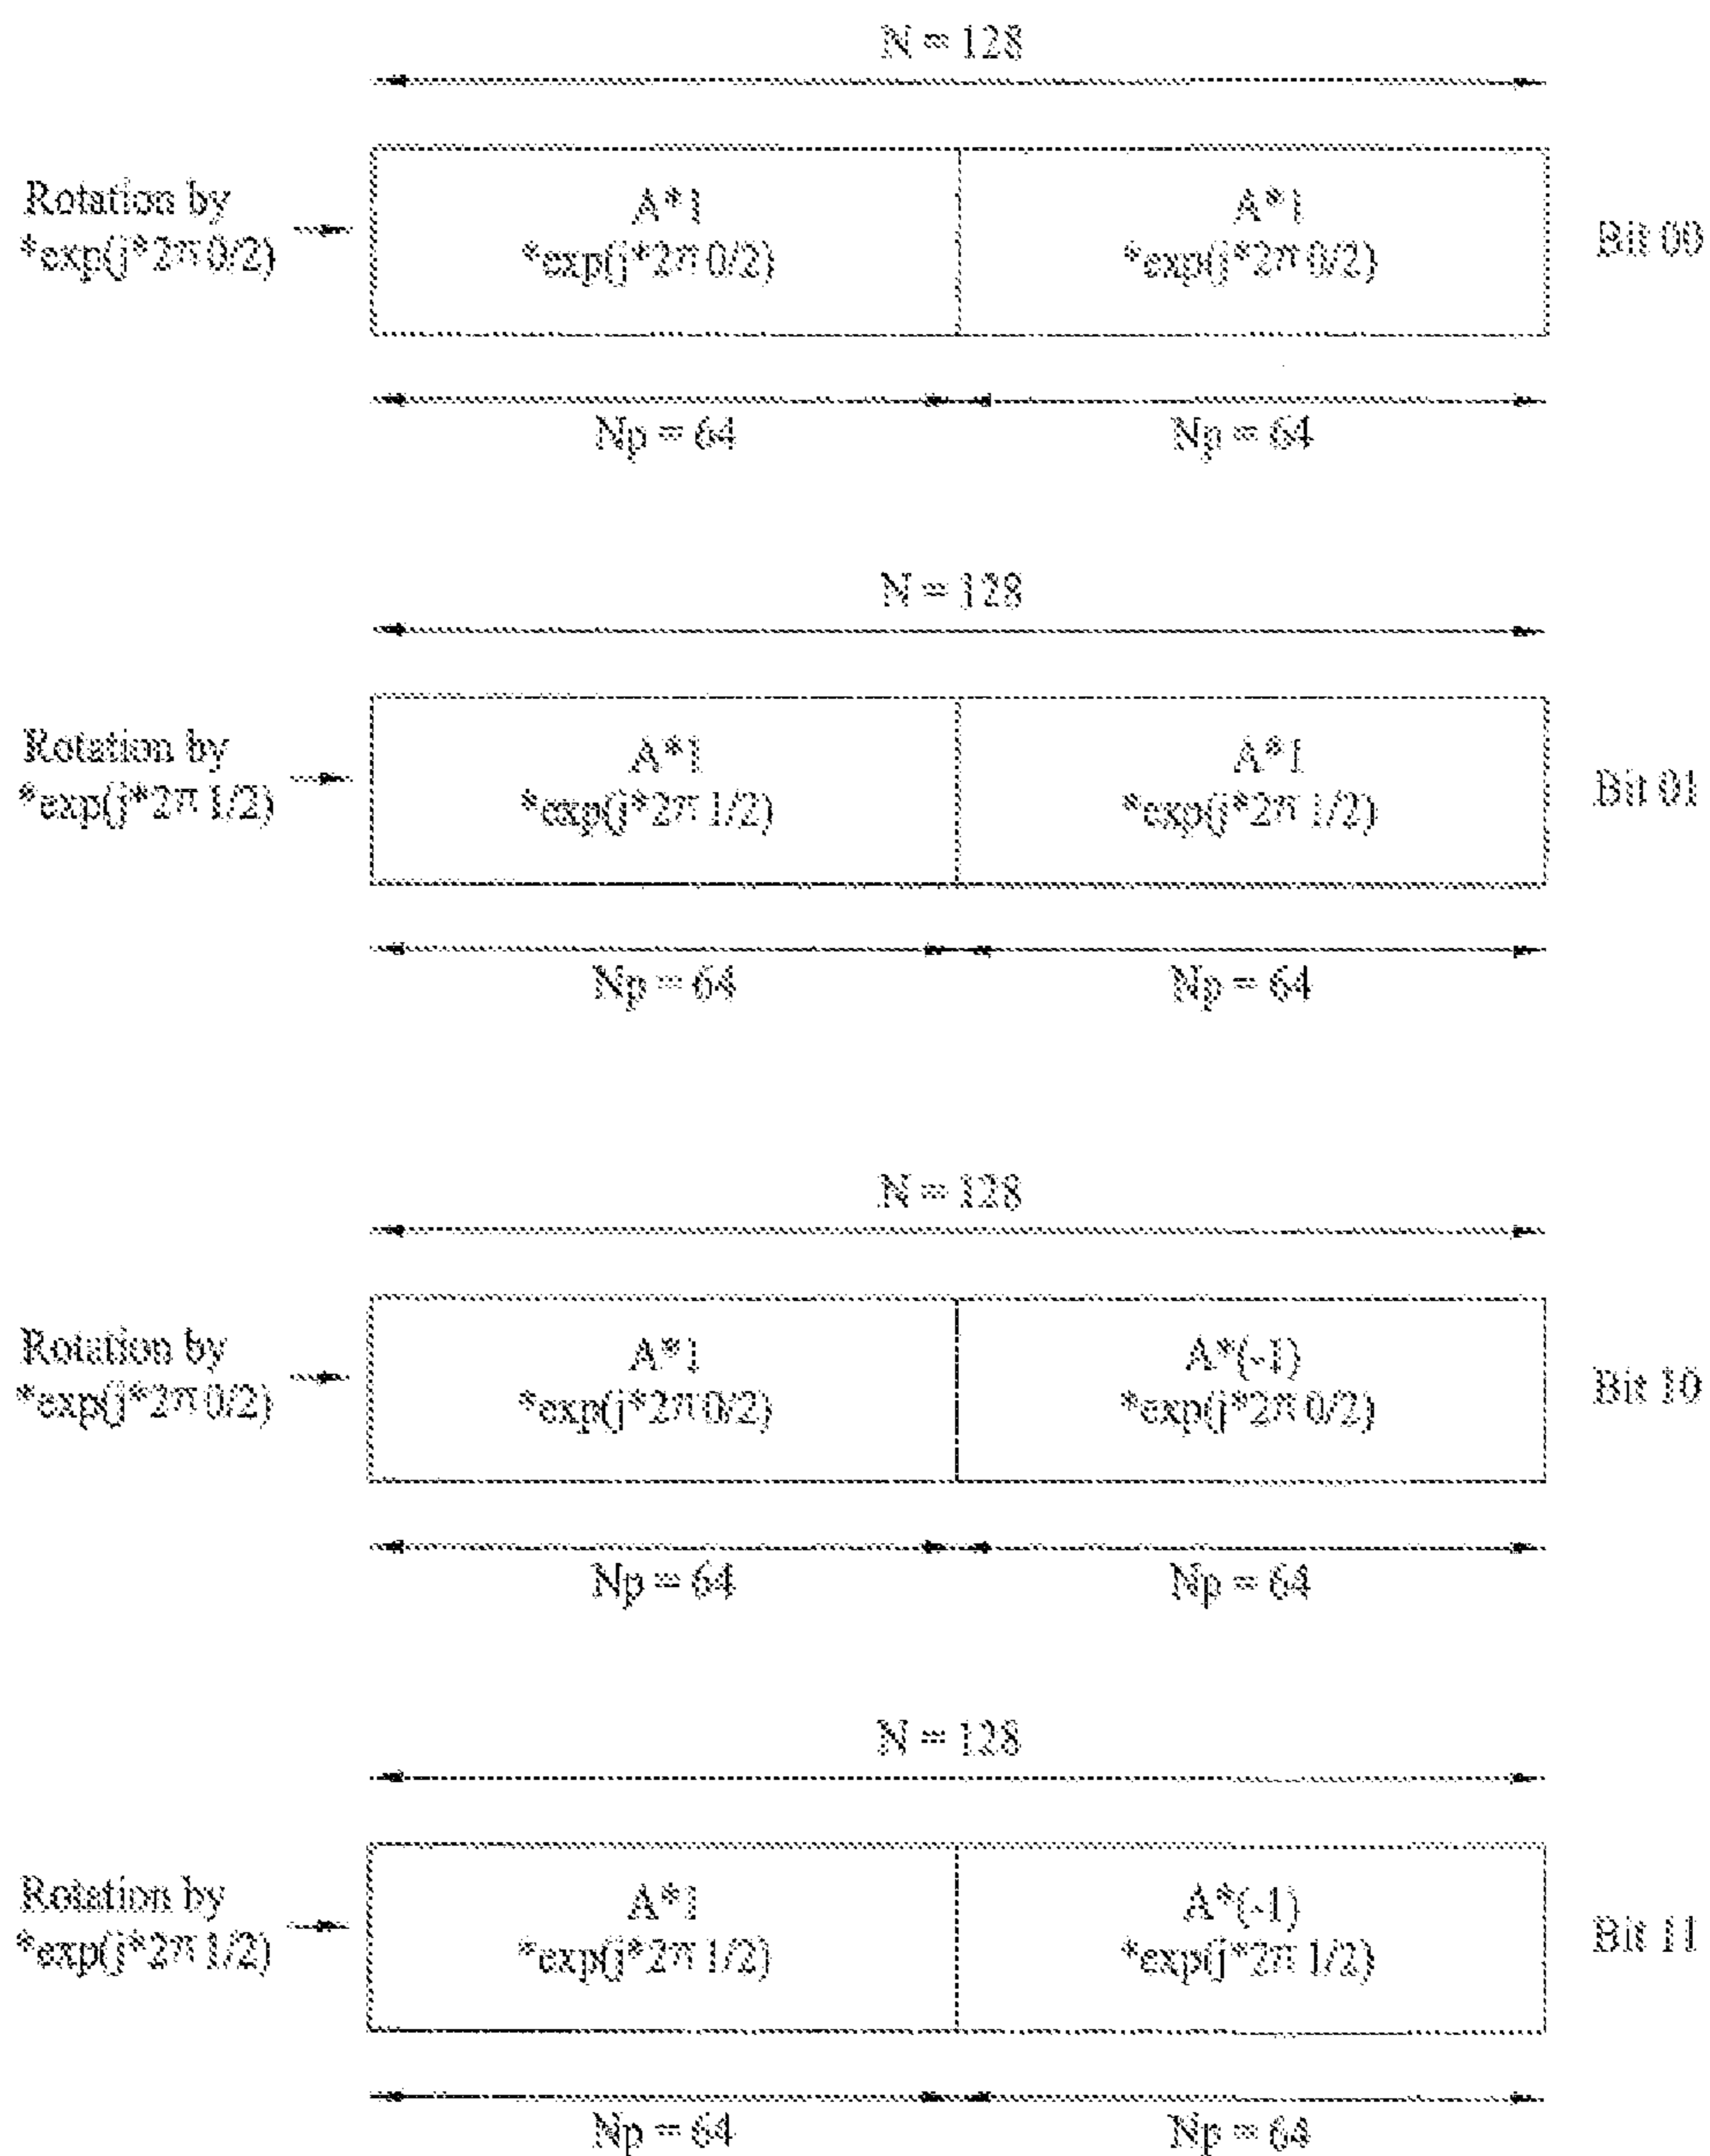 N = 128
Rotation by
*exp(j*2π 0/2)
A*1
*exp(j*2π 0/2)
A*1
*exp(j*2π 0/2)
Bit 00
Np = 64
Np = 64
N = 128
Rotation by
*exp(j*2π 1/2)
A*1
*exp(j*2π 1/2)
A*1
*exp(j*2π 1/2)
Bit 01
Np = 64
Np = 64
N = 128
Rotation by
*exp(j*2π 0/2)
A*1
*exp(j*2π 0/2)
A*(-1)
*exp(j*2π 0/2)
Bit 10
Np = 64
Np = 64
N = 128
Rotation by
*exp(j*2π 1/2)
A*1
*exp(j*2π 1/2)
A*(-1)
*exp(j*2π 1/2)
Bit 11
Np = 64
Np = 64